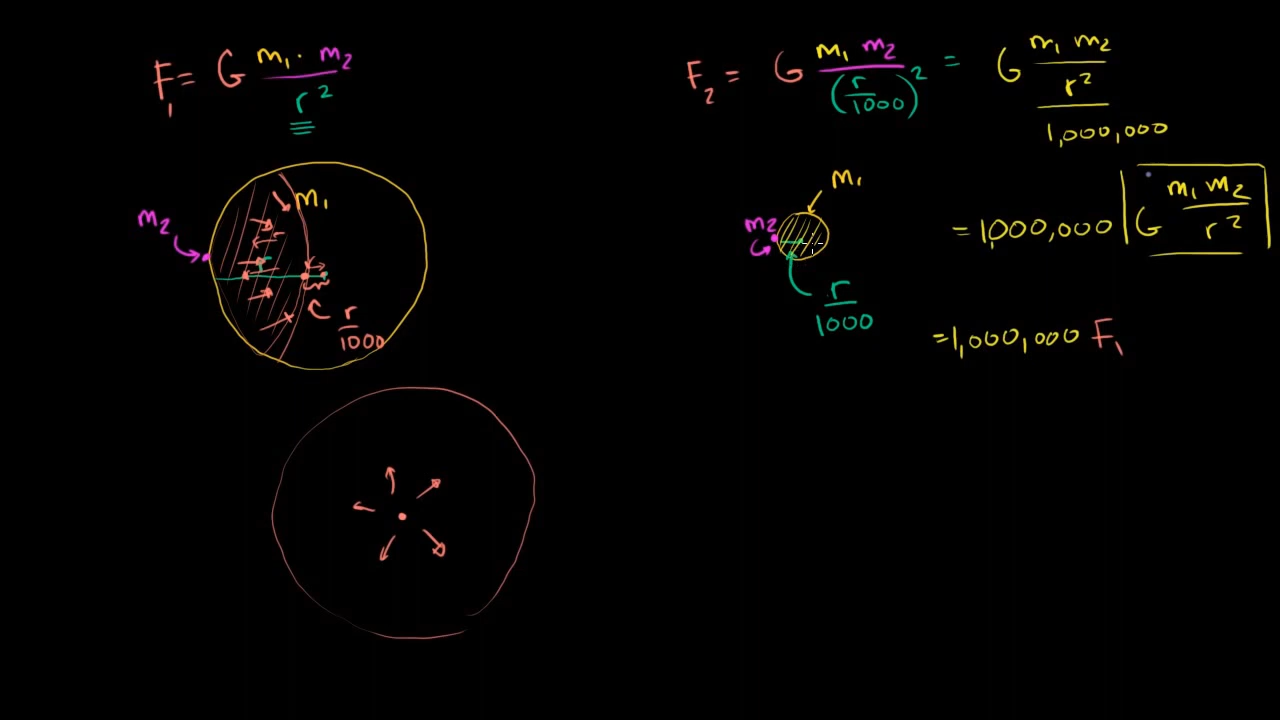 F₁ = G m₁ · m₂ / r²
m₁
m₂
r
r/1000
F₂ = G m₁ m₂ / (r/1000)² = G m₁ m₂ / r² / 1,000,000
m₁
m₂
r/1000
= 1,000,000 G m₁ m₂ / r²
= 1,000,000 F₁